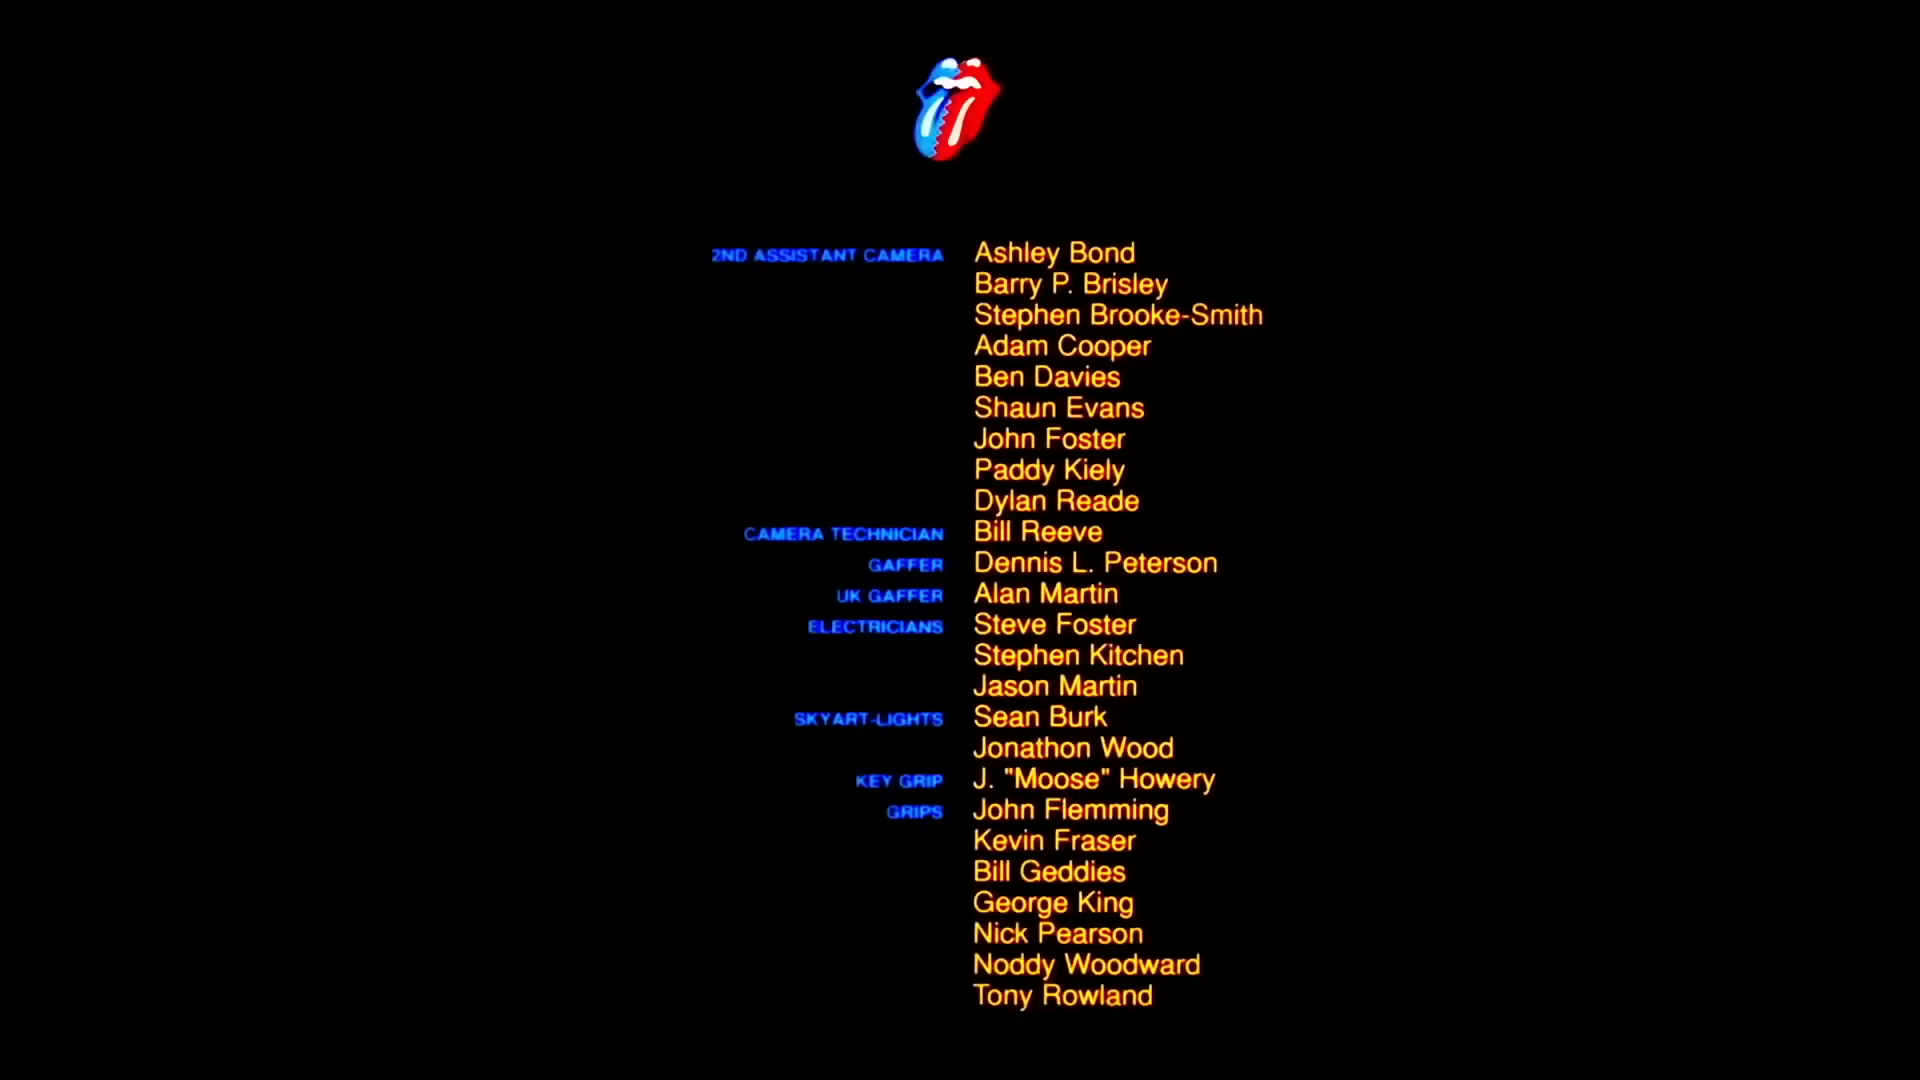 2ND ASSISTANT CAMERA Ashley Bond
Barry P. Brisley
Stephen Brooke-Smith
Adam Cooper
Ben Davies
Shaun Evans
John Foster
Paddy Kiely
Dylan Reade
CAMERA TECHNICIAN Bill Reeve
GAFFER Dennis L. Peterson
UK GAFFER Alan Martin
ELECTRICIANS Steve Foster
Stephen Kitchen
Jason Martin
SKYART-LIGHTS Sean Burk
Jonathon Wood
KEY GRIP J. "Moose" Howery
GRIPS John Flemming
Kevin Fraser
Bill Geddies
George King
Nick Pearson
Noddy Woodward
Tony Rowland